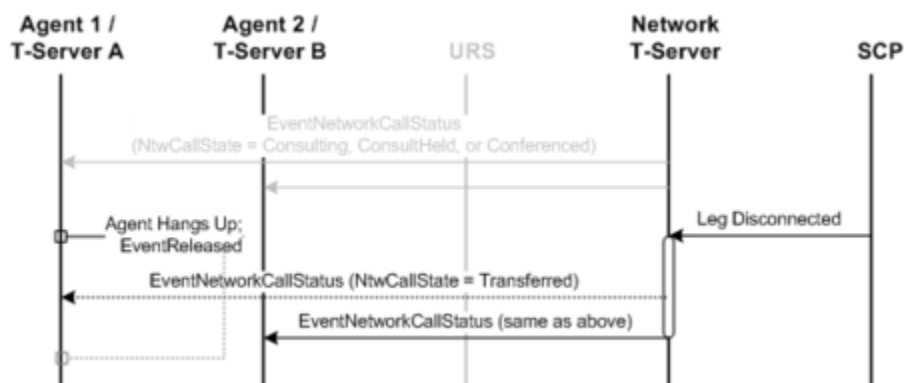 Agent 1 /
T-Server A
Agent 2 /
T-Server B
URS
Network
T-Server
SCP
EventNetworkCallStatus
(NtwCallState = Consulting, ConsultHeld, or Conferenced)
Agent Hangs Up;
EventReleased
Leg Disconnected
EventNetworkCallStatus (NtwCallState = Transferred)
EventNetworkCallStatus (same as above)